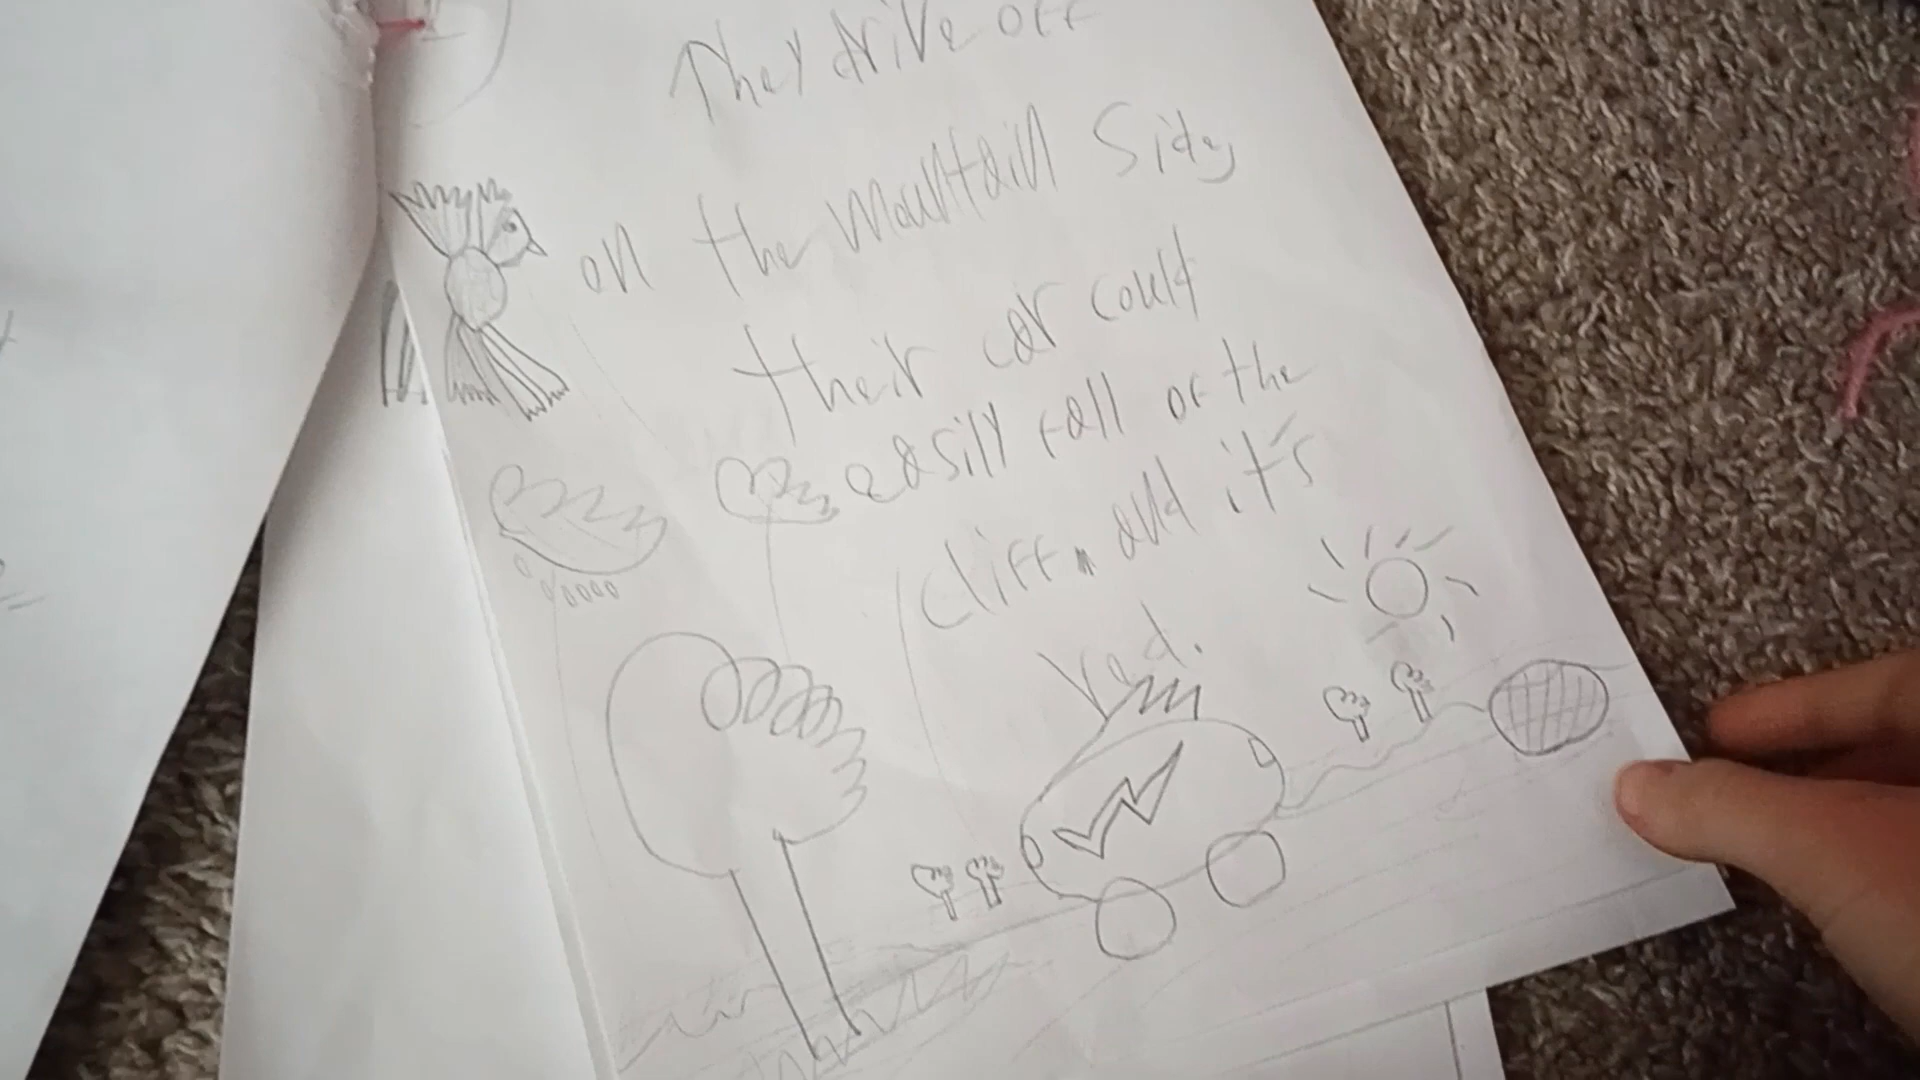 They drive off
on the mountain side
their car could
easily fall of the
cliff. and it's
red.